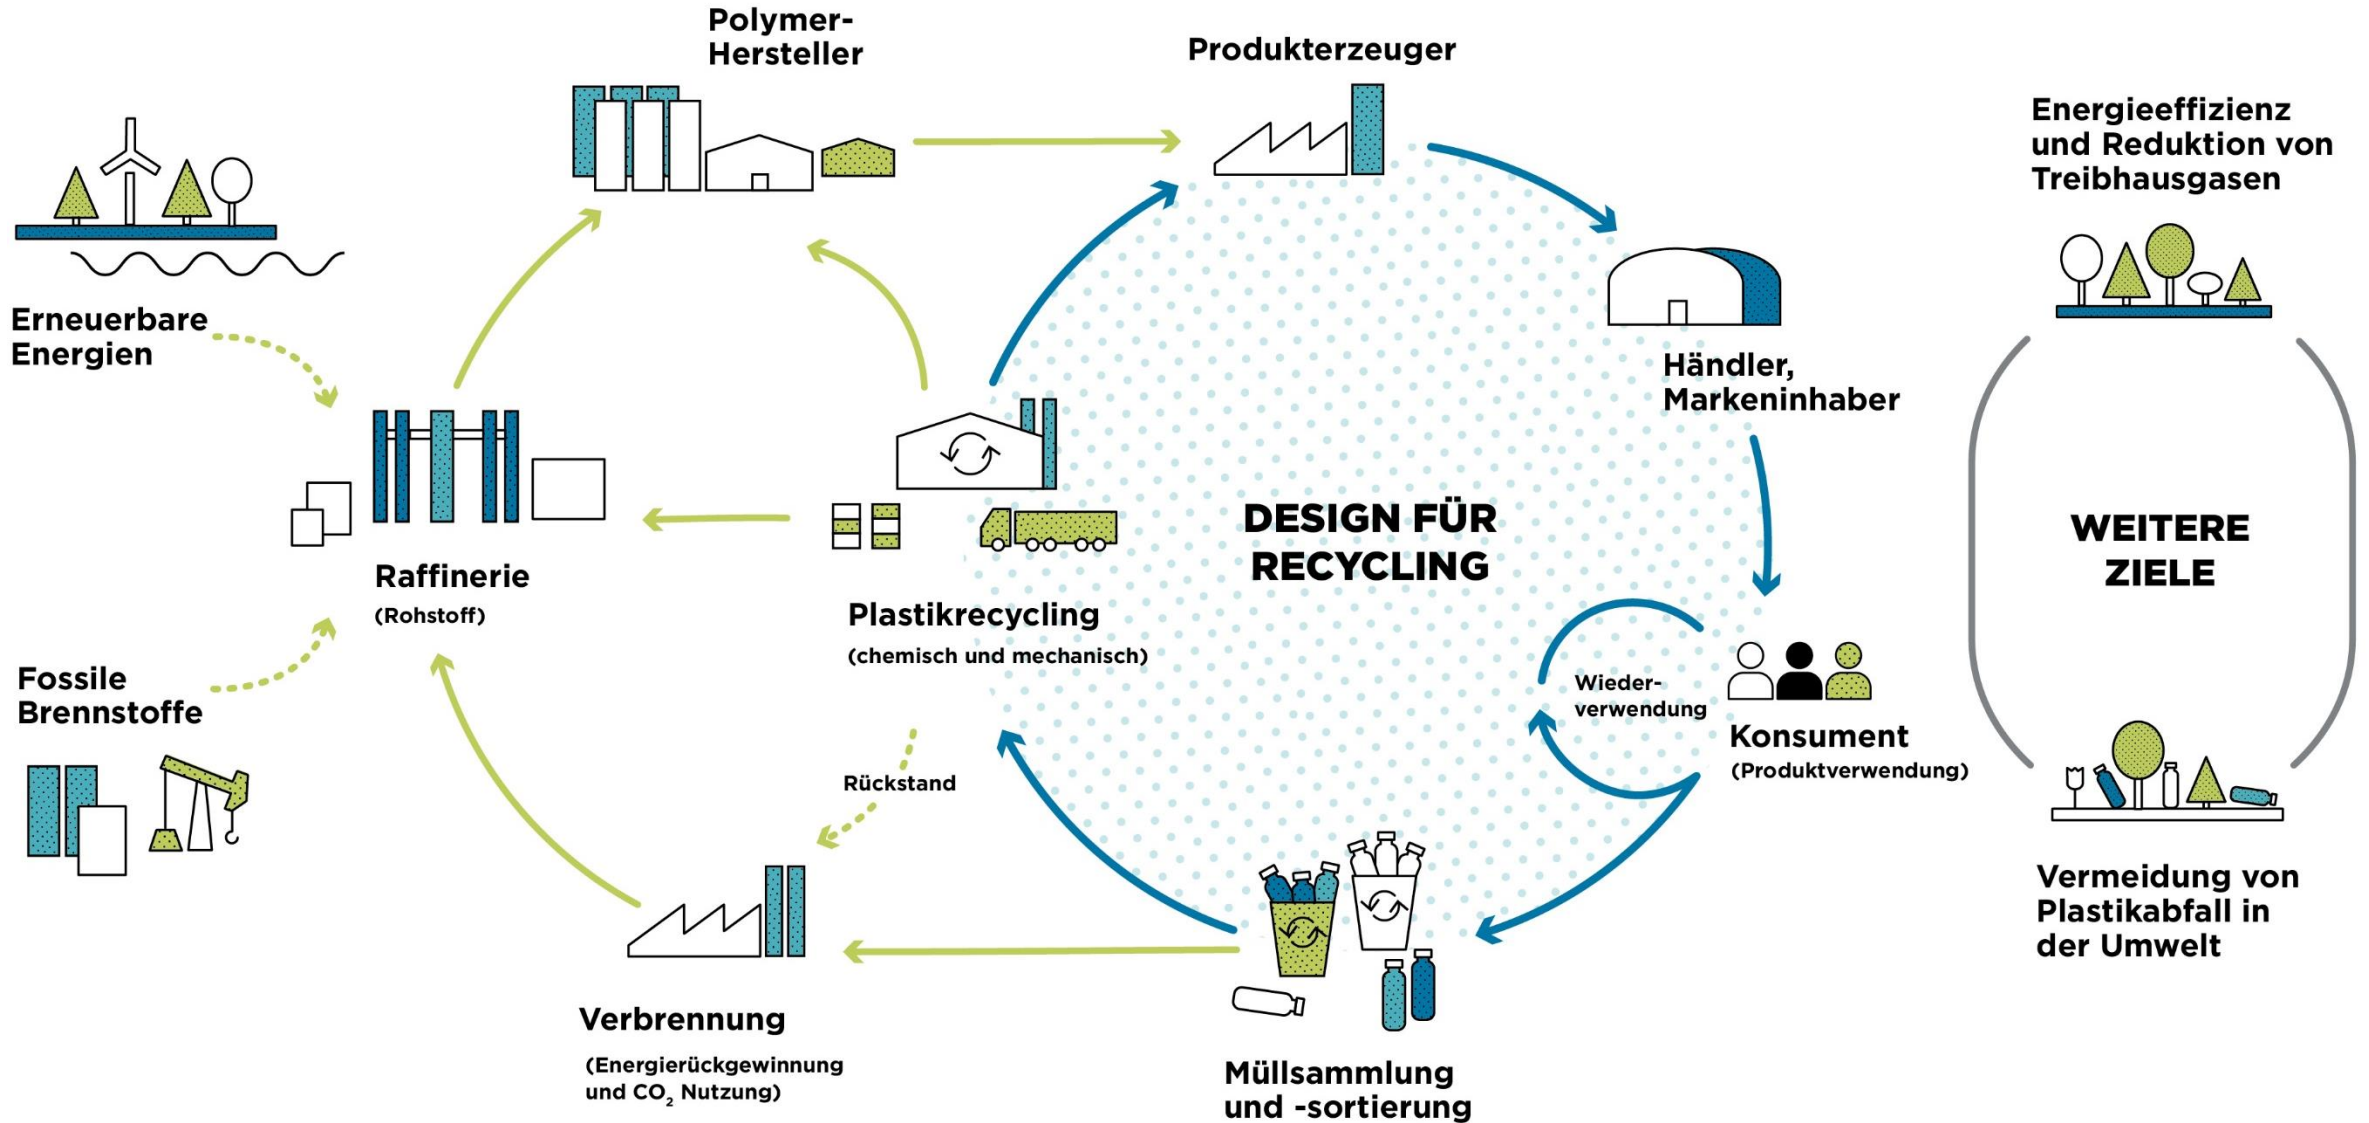 Polymer-
Hersteller
Produkterzeuger
Energieeffizienz
und Reduktion von
Treibhausgasen
Erneuerbare
Energien
Händler,
Markeninhaber
DESIGN FÜR
RECYCLING
WEITERE
ZIELE
Raffinerie
(Rohstoff)
Plastikrecycling
(chemisch und mechanisch)
Fossile
Brennstoffe
Wieder-
verwendung
Konsument
(Produktverwendung)
Rückstand
Vermeidung von
Plastikabfall in
der Umwelt
Verbrennung
(Energierückgewinnung
und CO₂ Nutzung)
Müllsammlung
und -sortierung